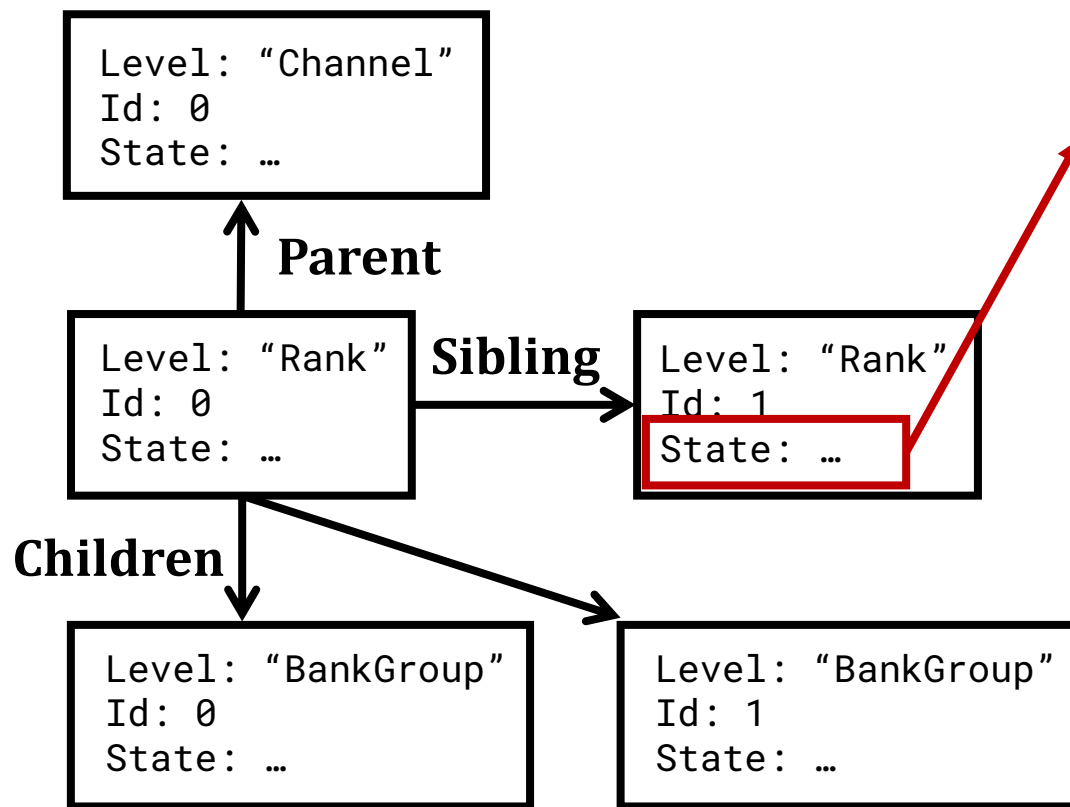 Level: “Channel”
Id: 0
State: …
Parent
Level: “Rank”
Id: 0
State: …
Sibling
Level: “Rank”
Id: 1
State: …
Children
Level: “BankGroup”
Id: 0
State: …
Level: “BankGroup”
Id: 1
State: …